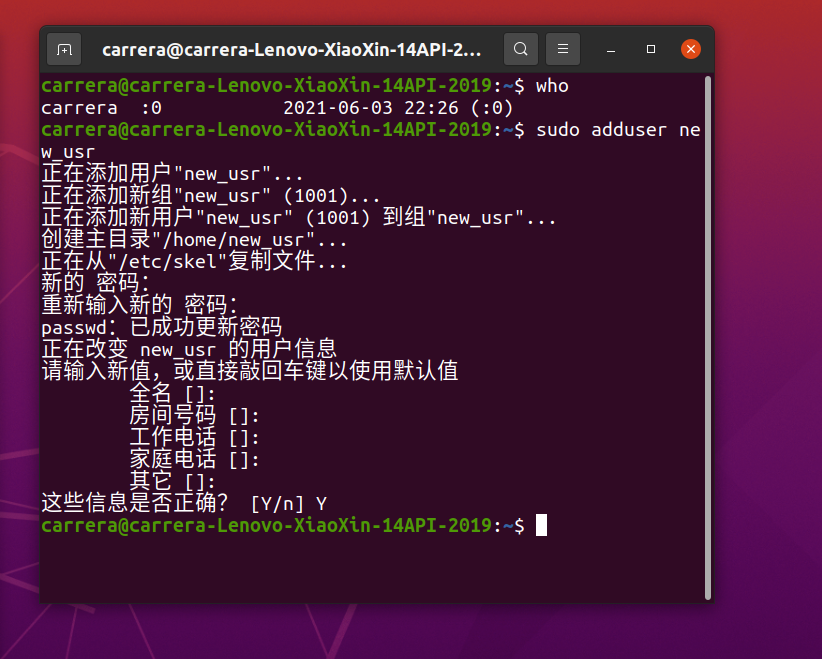 carrera@carrera-Lenovo-XiaoXin-14API-2...
carrera@carrera-Lenovo-XiaoXin-14API-2019:~$ who
carrera  :0           2021-06-03 22:26 (:0)
carrera@carrera-Lenovo-XiaoXin-14API-2019:~$ sudo adduser ne
w_usr
正在添加用户"new_usr"...
正在添加新组"new_usr" (1001)...
正在添加新用户"new_usr" (1001) 到组"new_usr"...
创建主目录"/home/new_usr"...
正在从"/etc/skel"复制文件...
新的 密码：
重新输入新的 密码：
passwd：已成功更新密码
正在改变 new_usr 的用户信息
请输入新值，或直接敲回车键以使用默认值
全名 []:
房间号码 []:
工作电话 []:
家庭电话 []:
其它 []:
这些信息是否正确？ [Y/n] Y
carrera@carrera-Lenovo-XiaoXin-14API-2019:~$